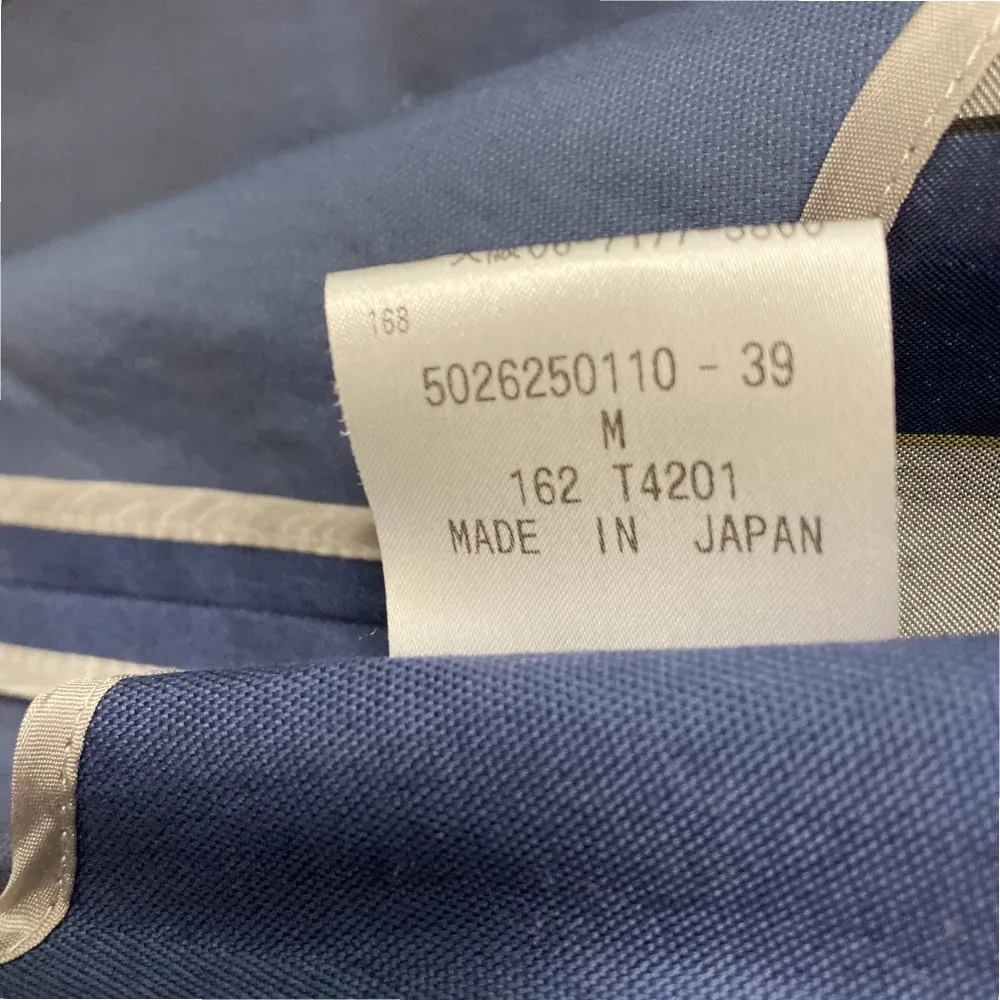 168
5026250110 - 39
M
162 T4201
MADE IN JAPAN